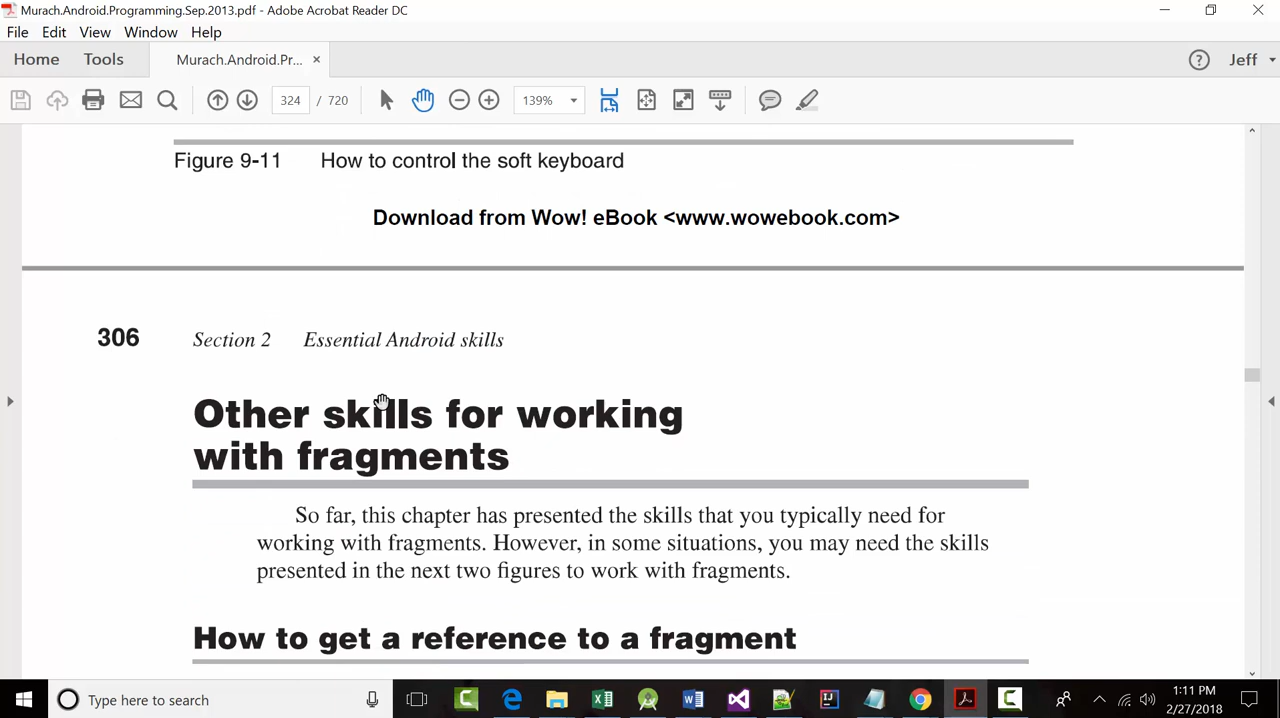 Murach.Android.Programming.Sep.2013.pdf - Adobe Acrobat Reader DC
File Edit View Window Help
Home Tools Murach.Android.Pr... × Jeff
324 / 720 139%
Figure 9-11 How to control the soft keyboard
Download from Wow! eBook <www.wowebook.com>
306 Section 2 Essential Android skills
Other skills for working
with fragments
So far, this chapter has presented the skills that you typically need for
working with fragments. However, in some situations, you may need the skills
presented in the next two figures to work with fragments.
How to get a reference to a fragment
Type here to search
1:11 PM
2/27/2018